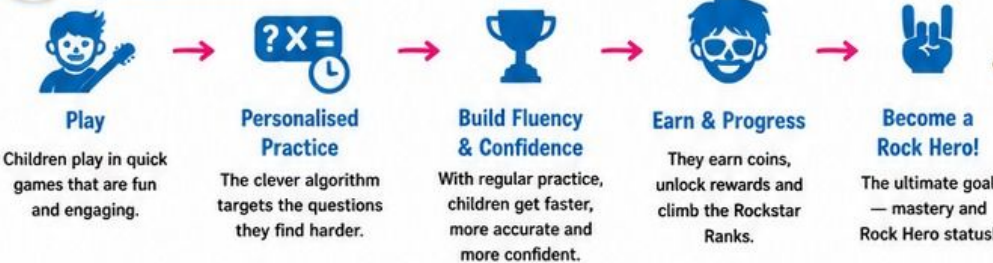 ? X =
Play
Children play in quick
games that are fun
and engaging.
Personalised
Practice
The clever algorithm
targets the questions
they find harder.
Build Fluency
& Confidence
With regular practice,
children get faster,
more accurate and
more confident.
Earn & Progress
They earn coins,
unlock rewards and
climb the Rockstar
Ranks.
Become a
Rock Hero!
The ultimate goal
— mastery and
Rock Hero status!